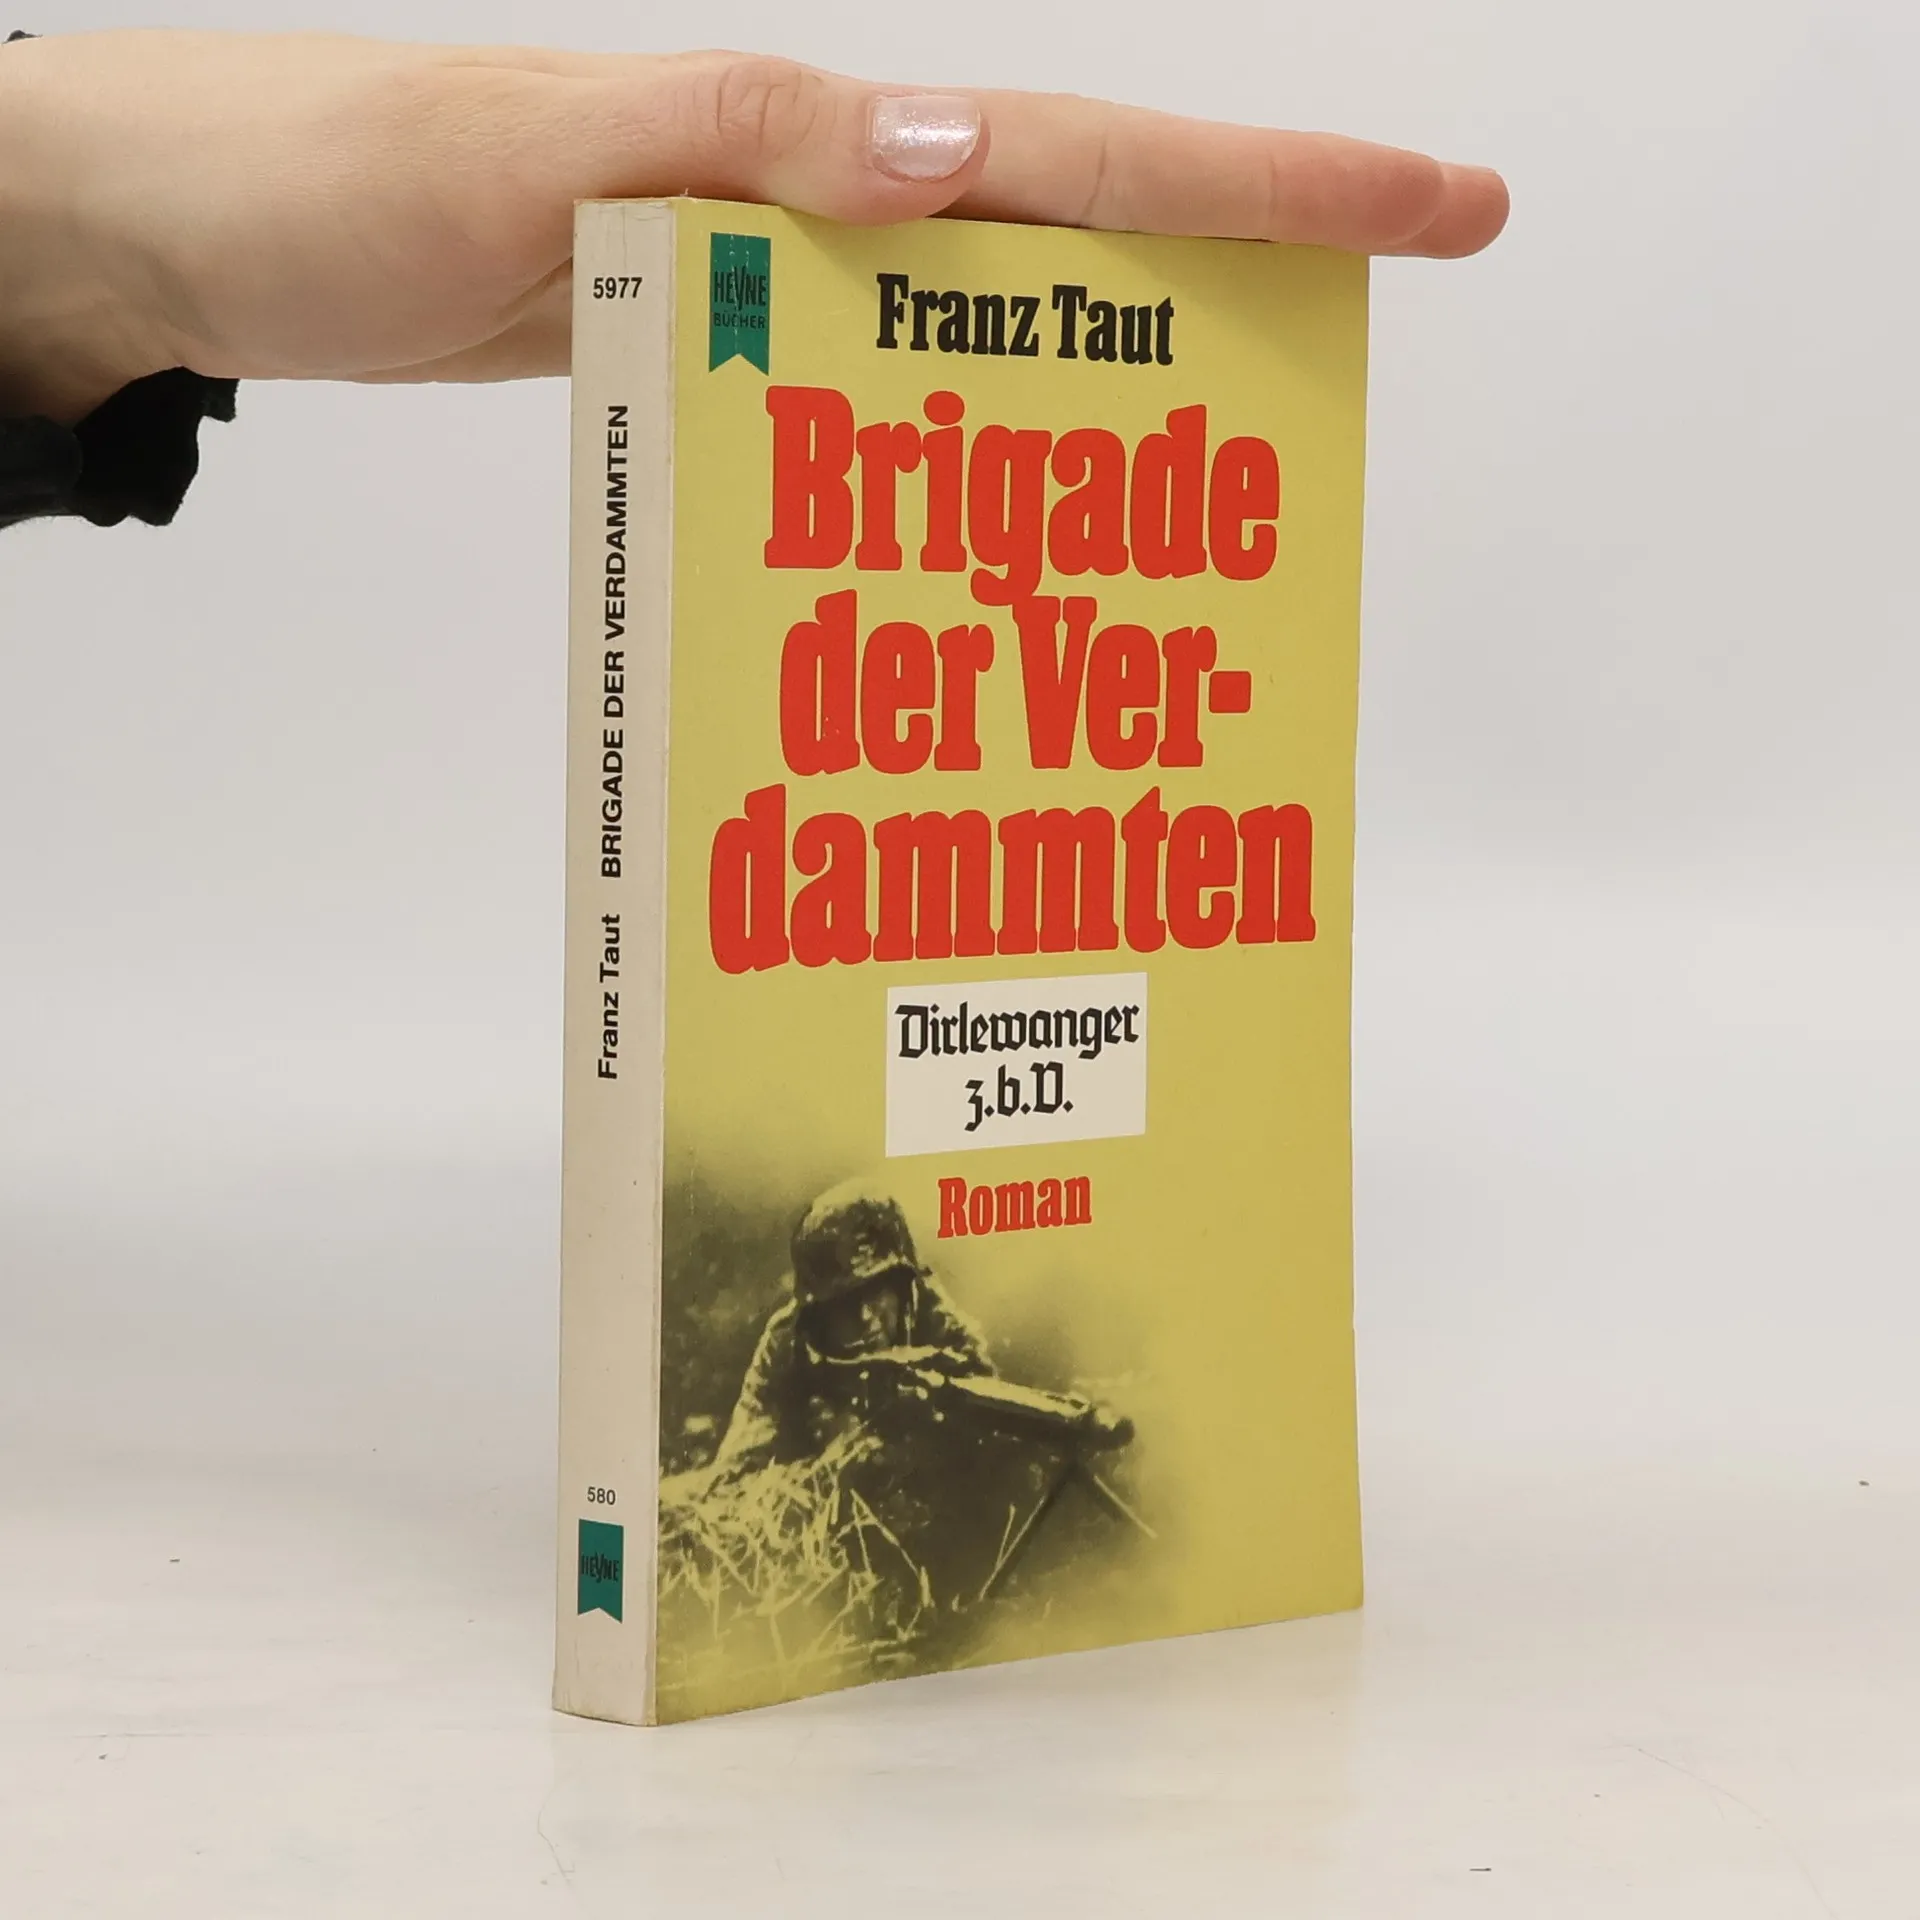 5977
Franz Taut BRIGADE DER VERDAMMTEN
580
HEYNE
HEYNE
BÜCHER
Franz Taut
Brigade
der Ver-
dammten
Dirlewanger
z.b.V.
Roman